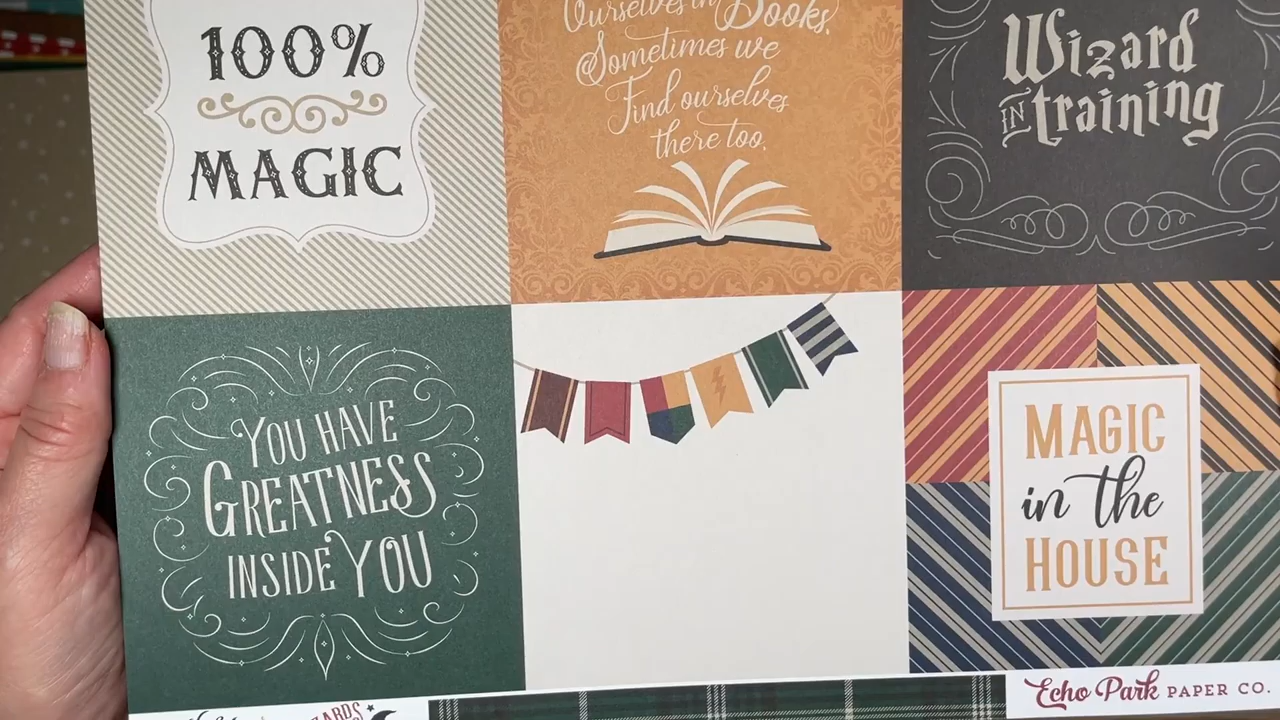 100%
MAGIC
Ourselves in Books.
Sometimes we
Find ourselves
there too.
Wizard
IN training
YOU HAVE
GREATNESS
INSIDE YOU
MAGIC
in the
HOUSE
Echo Park PAPER CO.